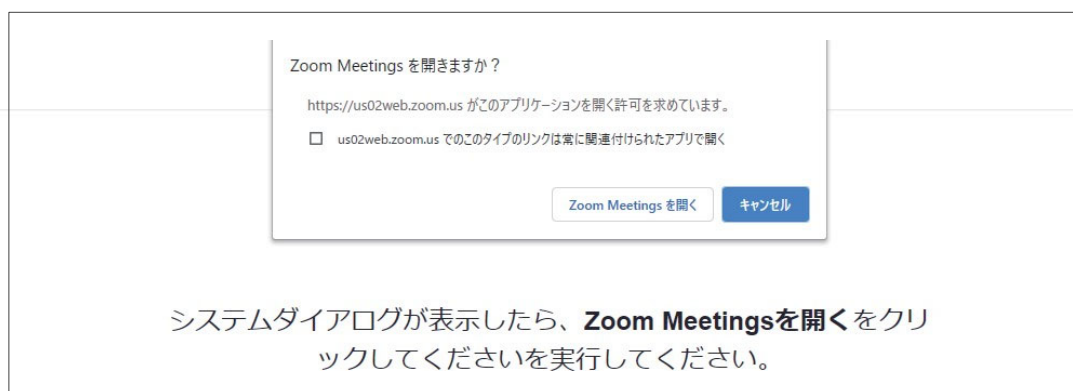 Zoom Meetings を開きますか？
https://us02web.zoom.us がこのアプリケーションを開く許可を求めています。
us02web.zoom.us でのこのタイプのリンクは常に関連付けられたアプリで開く
Zoom Meetings を開く
キャンセル
システムダイアログが表示したら、Zoom Meetingsを開くをクリ
ックしてくださいを実行してください。